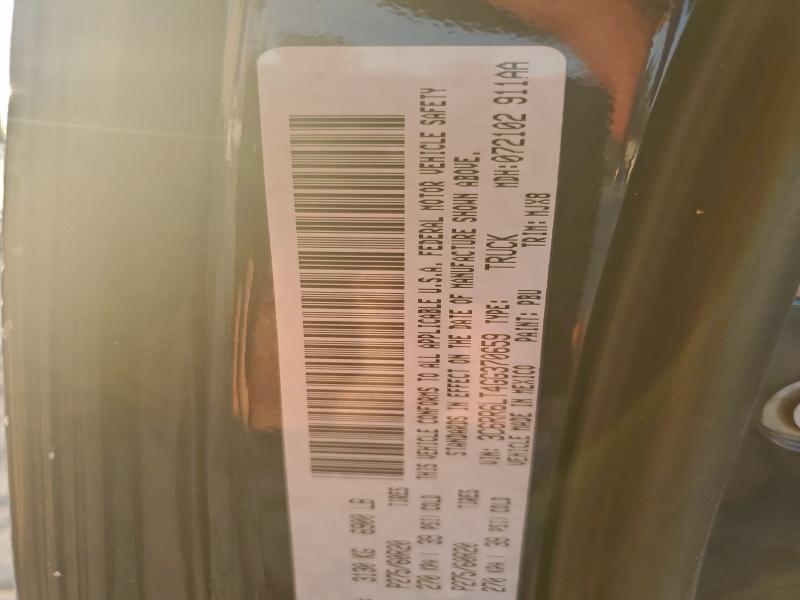 3130 KG 6900 LB
P275/60R20 TIRES
270 KPA ( 39 PSI) COLD
P275/60R20 TIRES
270 KPA ( 39 PSI) COLD
THIS VEHICLE CONFORMS TO ALL APPLICABLE U.S.A. FEDERAL MOTOR VEHICLE SAFETY
STANDARDS IN EFFECT ON THE DATE OF MANUFACTURE SHOWN ABOVE.
VIN: 3C6RR6LT4GG370659 TYPE: TRUCK MDH:072102 911AA
VEHICLE MADE IN MEXICO PAINT: PBU TRIM: MJX8